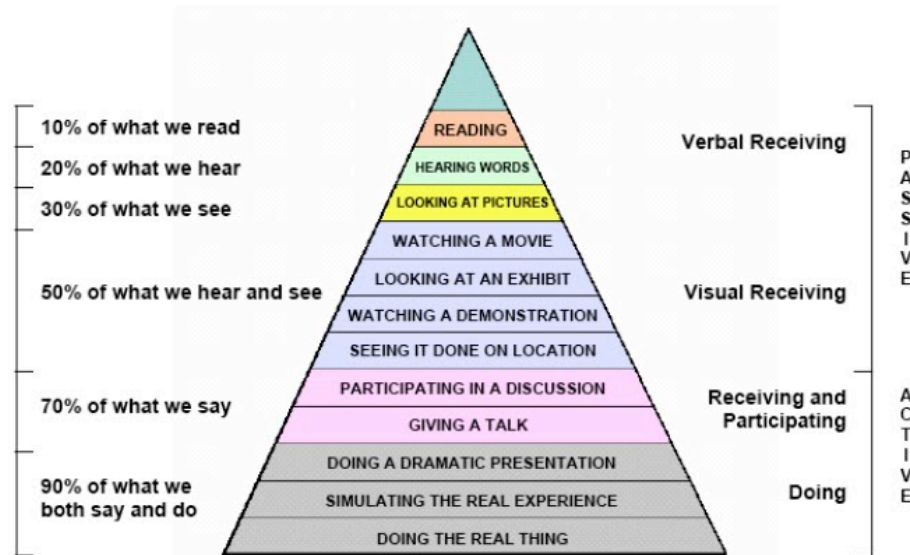 10% of what we read
20% of what we hear
30% of what we see
50% of what we hear and see
70% of what we say
90% of what we
both say and do
READING
HEARING WORDS
LOOKING AT PICTURES
WATCHING A MOVIE
LOOKING AT AN EXHIBIT
WATCHING A DEMONSTRATION
SEEING IT DONE ON LOCATION
PARTICIPATING IN A DISCUSSION
GIVING A TALK
DOING A DRAMATIC PRESENTATION
SIMULATING THE REAL EXPERIENCE
DOING THE REAL THING
Verbal Receiving
Visual Receiving
Receiving and
Participating
Doing
PASSIVE
ACTIVE